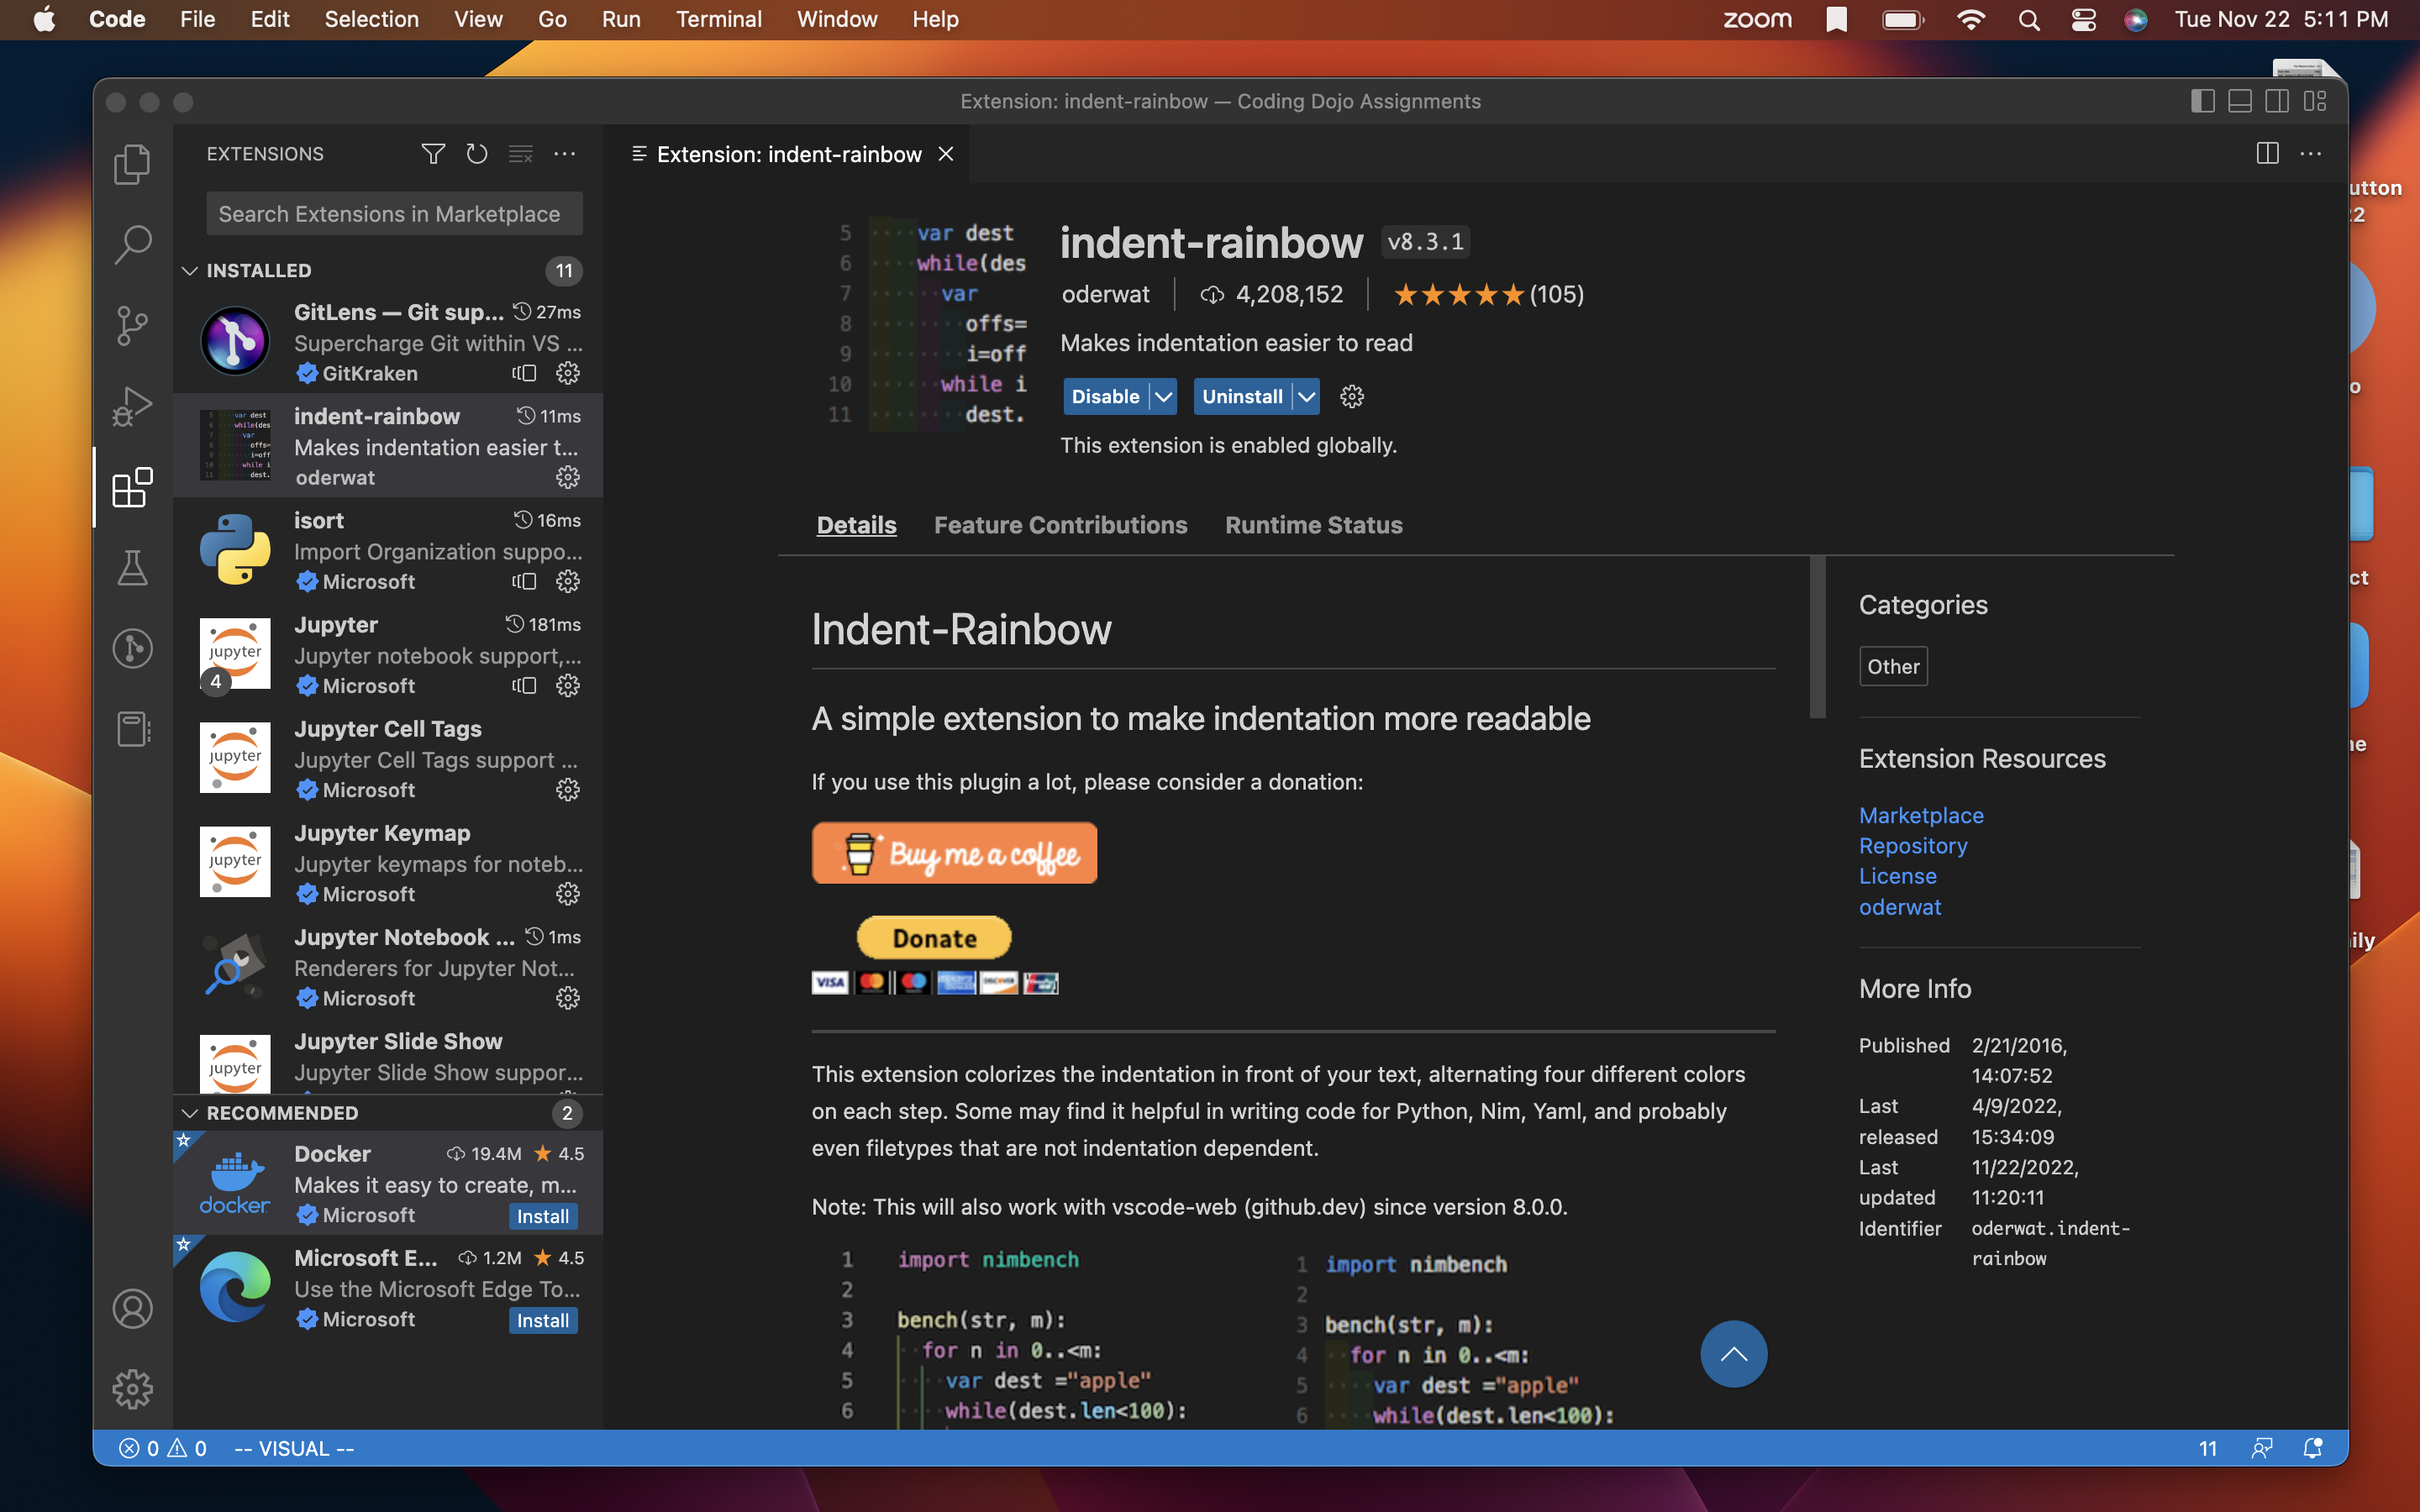 Code File Edit Selection View Go Run Terminal Window Help
zoom Tue Nov 22 5:11 PM
Extension: indent-rainbow — Coding Dojo Assignments
EXTENSIONS
Search Extensions in Marketplace
INSTALLED 11
GitLens — Git sup... 27ms
Supercharge Git within VS ...
GitKraken
indent-rainbow 11ms
Makes indentation easier t...
oderwat
isort 16ms
Import Organization suppo...
Microsoft
jupyter
4
Jupyter 181ms
Jupyter notebook support,...
Microsoft
jupyter
Jupyter Cell Tags
Jupyter Cell Tags support ...
Microsoft
jupyter
Jupyter Keymap
Jupyter keymaps for noteb...
Microsoft
Jupyter Notebook ... 1ms
Renderers for Jupyter Not...
Microsoft
jupyter
Jupyter Slide Show
Jupyter Slide Show suppor...
RECOMMENDED 2
docker
Docker 19.4M 4.5
Makes it easy to create, m...
Microsoft Install
Microsoft E... 1.2M 4.5
Use the Microsoft Edge To...
Microsoft Install
Extension: indent-rainbow
5 var dest
6 while(des
7 var
8 offs=
9 i=off
10 while i
11 dest.
indent-rainbow v8.3.1
oderwat 4,208,152 (105)
Makes indentation easier to read
Disable Uninstall
This extension is enabled globally.
Details Feature Contributions Runtime Status
Indent-Rainbow
A simple extension to make indentation more readable
If you use this plugin a lot, please consider a donation:
Buy me a coffee
Donate
VISA DISCOVER
This extension colorizes the indentation in front of your text, alternating four different colors
on each step. Some may find it helpful in writing code for Python, Nim, Yaml, and probably
even filetypes that are not indentation dependent.
Note: This will also work with vscode-web (github.dev) since version 8.0.0.
1 import nimbench
2
3 bench(str, m):
4 for n in 0..<m:
5 var dest ="apple"
6 while(dest.len<100):
1 import nimbench
2
3 bench(str, m):
4 for n in 0..<m:
5 var dest ="apple"
6 while(dest.len<100):
Categories
Other
Extension Resources
Marketplace
Repository
License
oderwat
More Info
Published 2/21/2016,
14:07:52
Last 4/9/2022,
released 15:34:09
Last 11/22/2022,
updated 11:20:11
Identifier oderwat.indent-
rainbow
0 0 -- VISUAL --
11